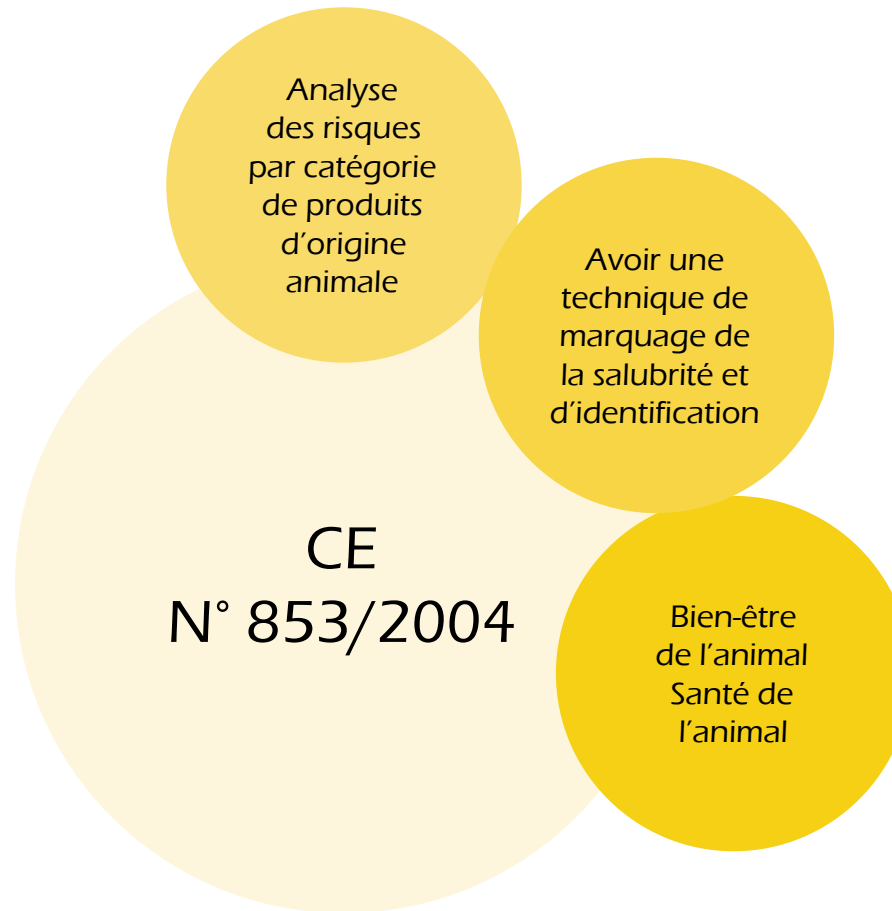 Analyse
des risques
par catégorie
de produits
d'origine
animale
Avoir une
technique de
marquage de
la salubrité et
d'identification
CE
N° 853/2004
Bien-être
de l'animal
Santé de
l'animal